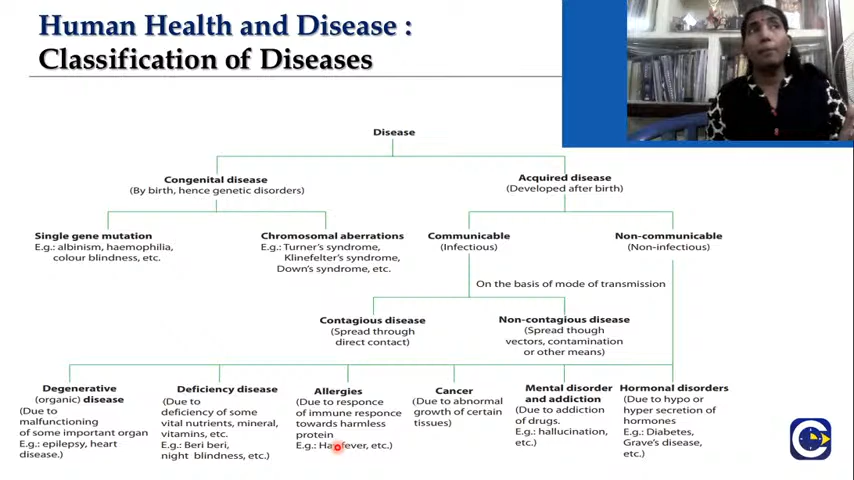 Human Health and Disease :
Classification of Diseases
Disease
Congenital disease
(By birth, hence genetic disorders)
Acquired disease
(Developed after birth)
Single gene mutation
E.g.: albinism, haemophilia,
colour blindness, etc.
Chromosomal aberrations
E.g.: Turner's syndrome,
Klinefelter's syndrome,
Down's syndrome, etc.
Communicable
(Infectious)
Non-communicable
(Non-infectious)
On the basis of mode of transmission
Contagious disease
(Spread through
direct contact)
Non-contagious disease
(Spread though
vectors, contamination
or other means)
Degenerative
(organic) disease
(Due to
malfunctioning
of some important organ
E.g.: epilepsy, heart
disease.)
Deficiency disease
(Due to
deficiency of some
vital nutrients, mineral,
vitamins, etc.
E.g.: Beri beri,
night blindness, etc.)
Allergies
(Due to responce
of immune responce
towards harmless
protein
E.g.: Hay fever, etc.)
Cancer
(Due to abnormal
growth of certain
tissues)
Mental disorder
and addiction
(Due to addiction
of drugs.
E.g.: hallucination,
etc.)
Hormonal disorders
(Due to hypo or
hyper secretion of
hormones
E.g.: Diabetes,
Grave's disease,
etc.)